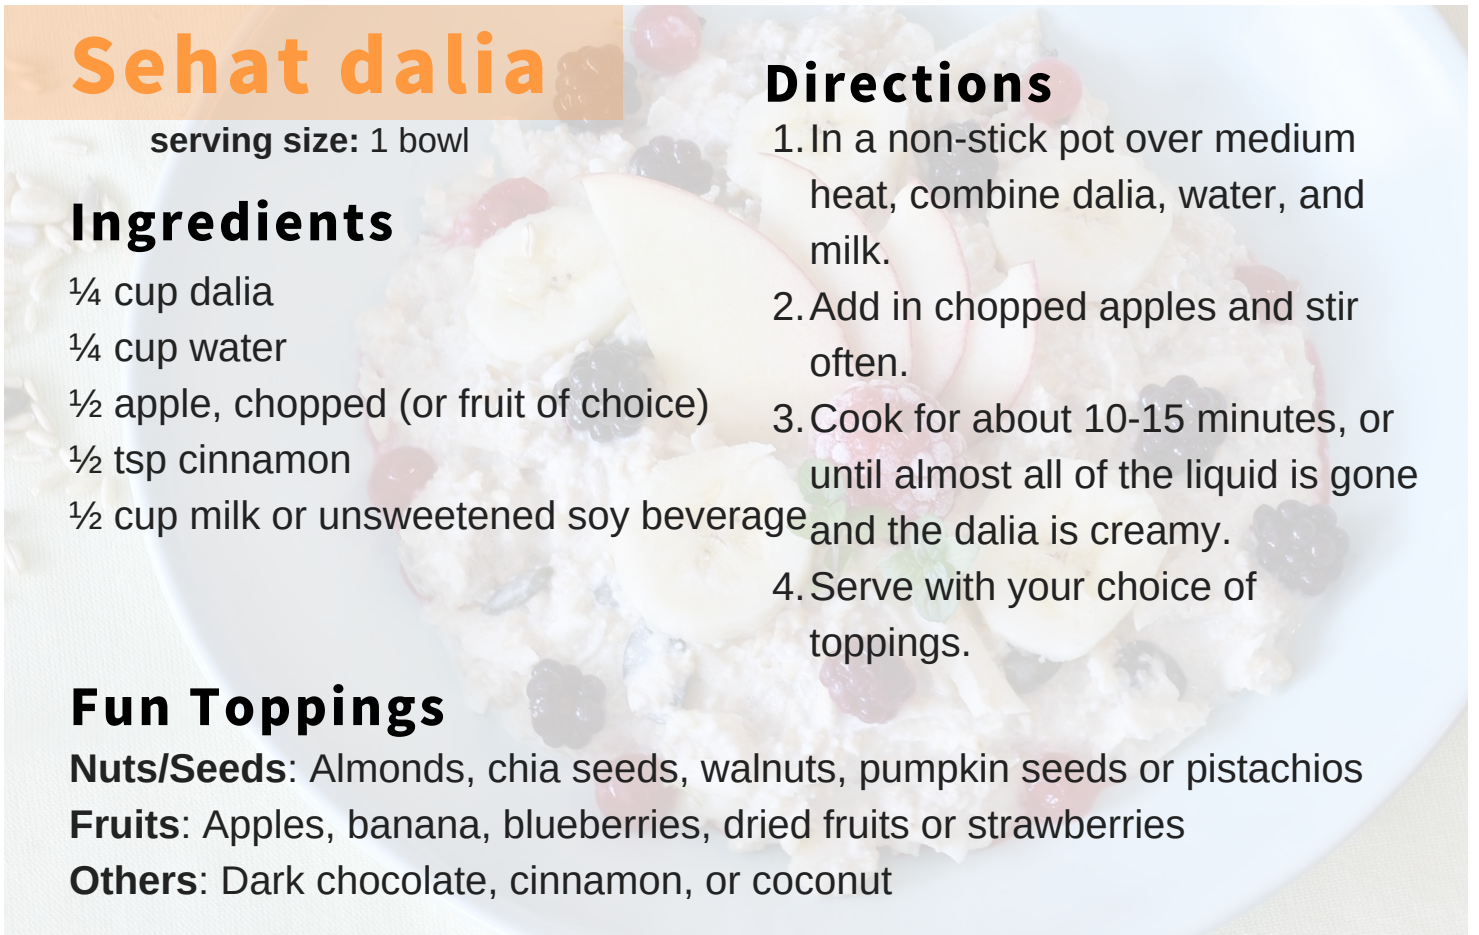 Sehat dalia
serving size: 1 bowl
Ingredients
¼ cup dalia
¼ cup water
½ apple, chopped (or fruit of choice)
½ tsp cinnamon
½ cup milk or unsweetened soy beverage
Directions
1. In a non-stick pot over medium
heat, combine dalia, water, and
milk.
2. Add in chopped apples and stir
often.
3. Cook for about 10-15 minutes, or
until almost all of the liquid is gone
and the dalia is creamy.
4. Serve with your choice of
toppings.
Fun Toppings
Nuts/Seeds: Almonds, chia seeds, walnuts, pumpkin seeds or pistachios
Fruits: Apples, banana, blueberries, dried fruits or strawberries
Others: Dark chocolate, cinnamon, or coconut